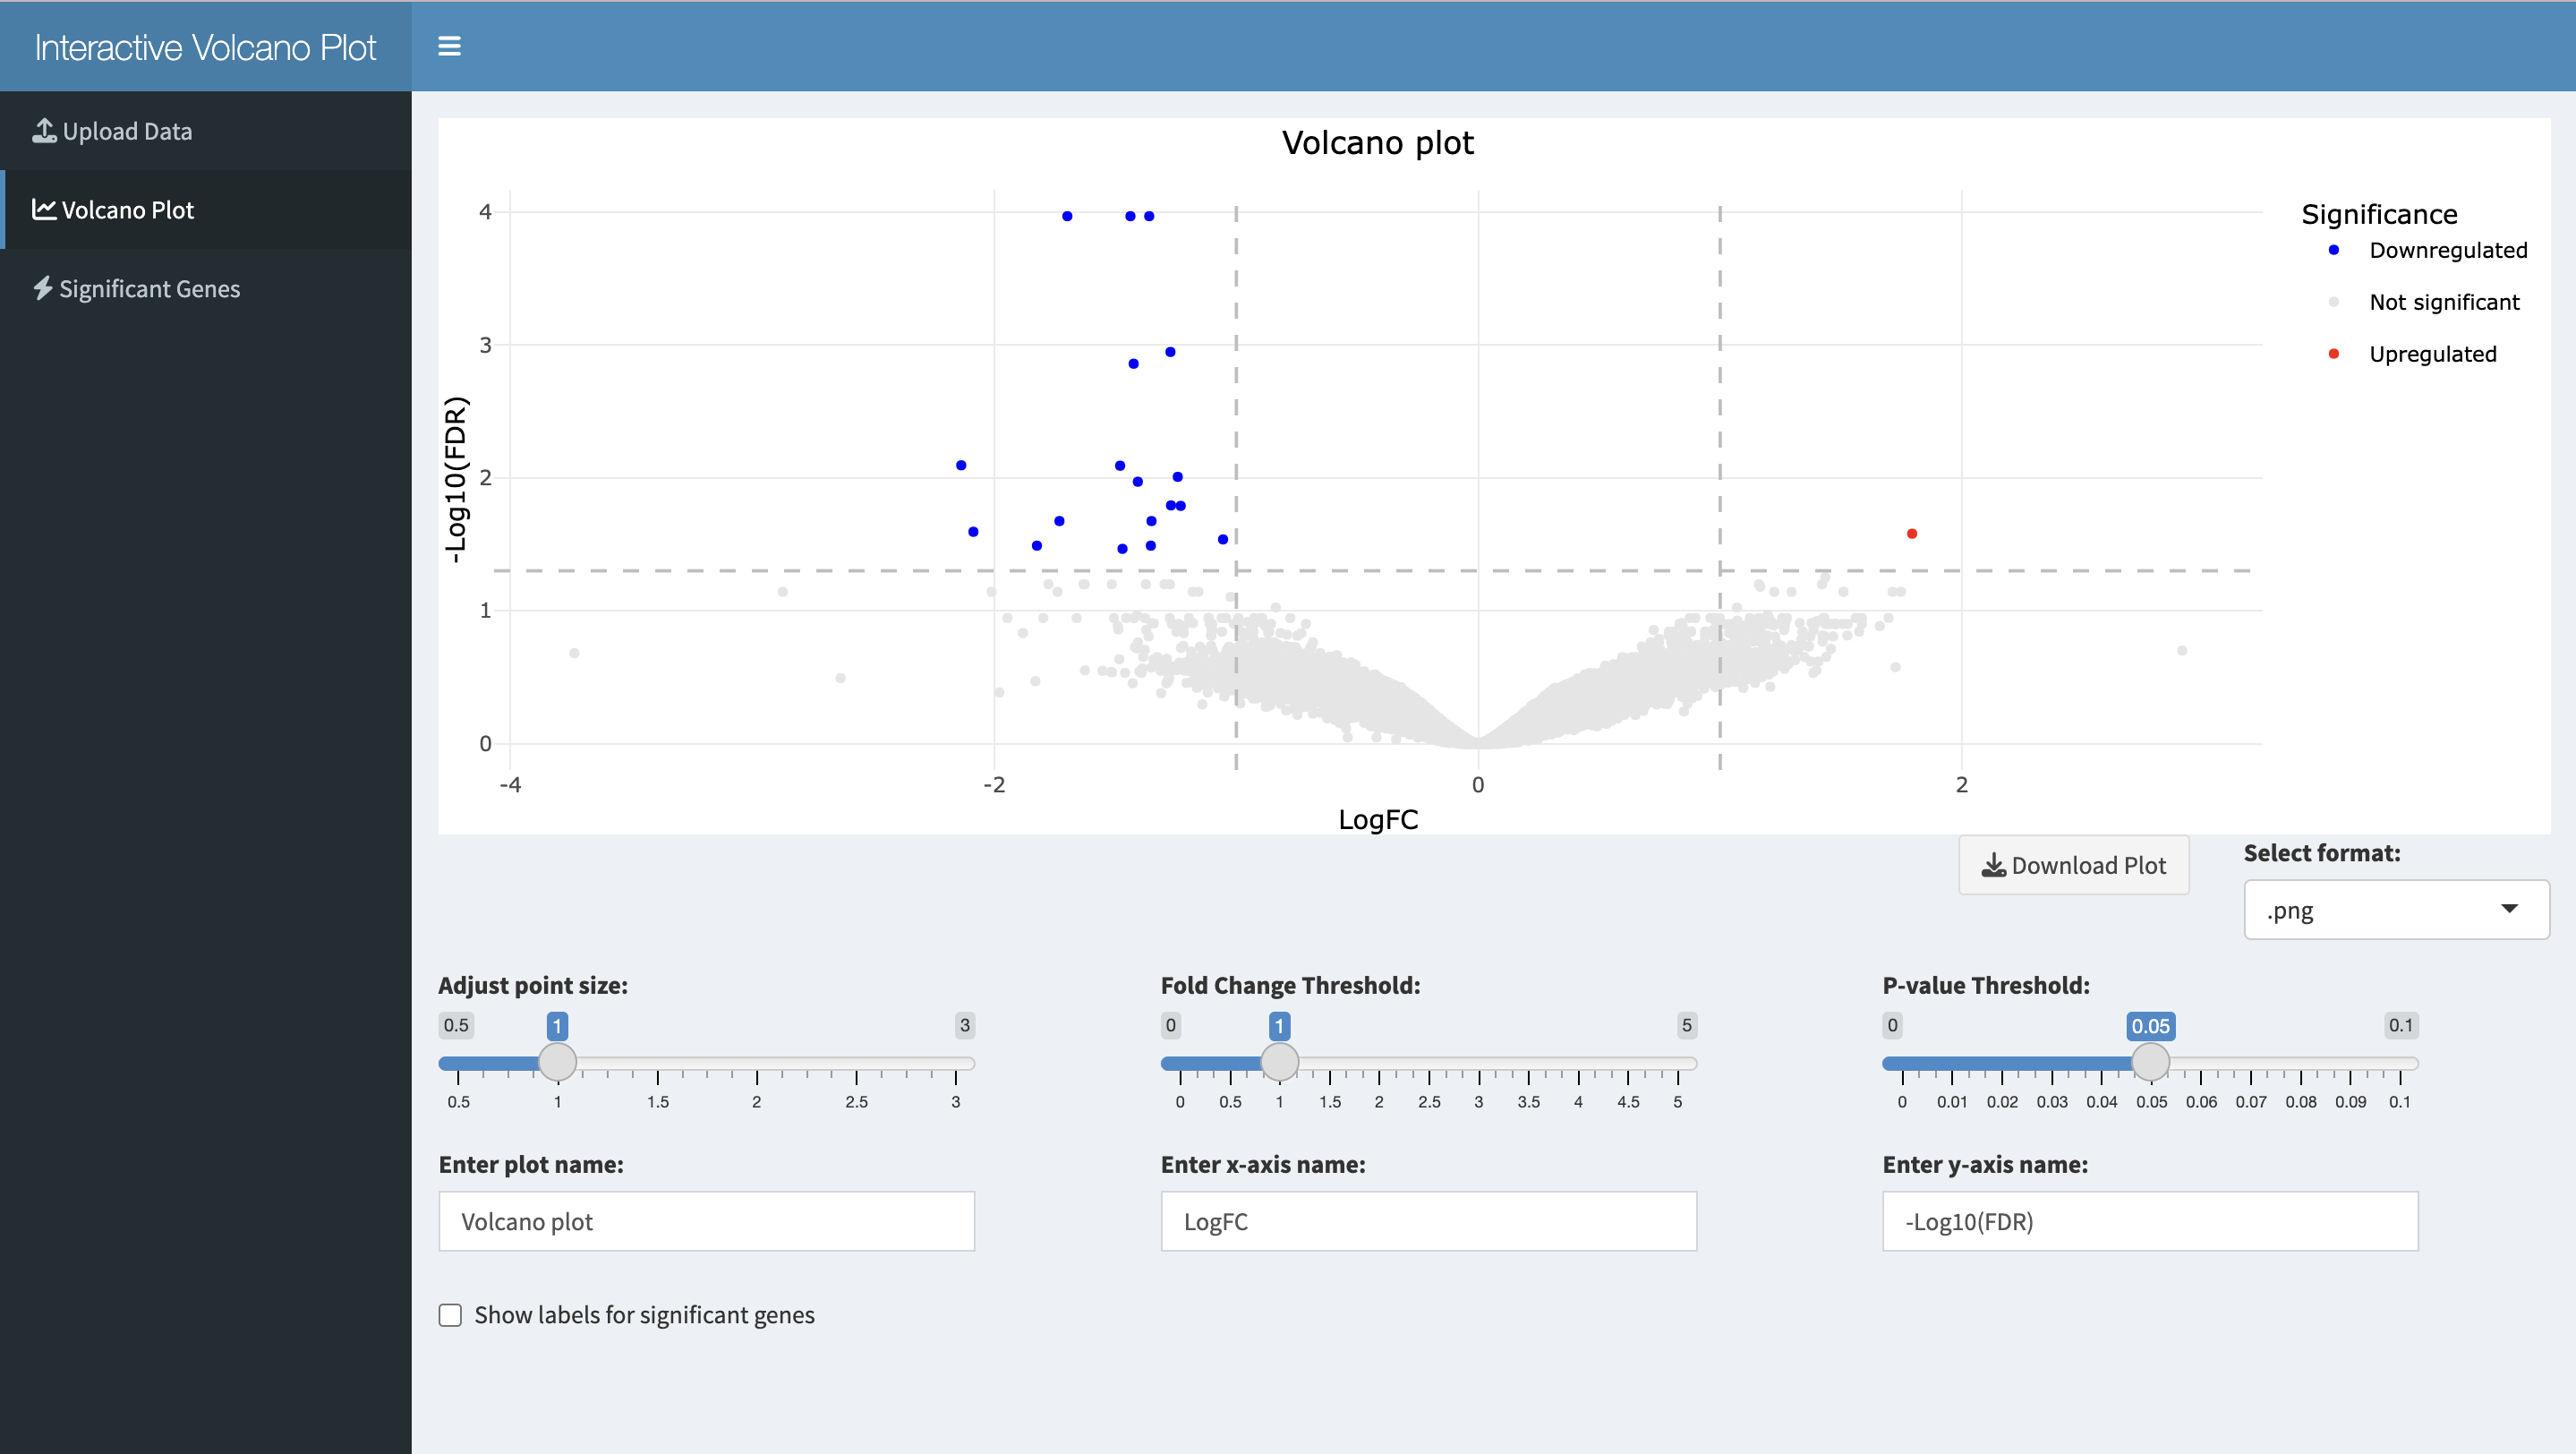 Interactive Volcano Plot
Upload Data
Volcano Plot
Significant Genes
Volcano plot
-Log10(FDR)
4
3
2
1
0
-4 -2 0 2
LogFC
Significance
Downregulated
Not significant
Upregulated
Download Plot
Select format:
.png
Adjust point size:
0.5 1 3
0.5 1 1.5 2 2.5 3
Fold Change Threshold:
0 1 5
0 0.5 1 1.5 2 2.5 3 3.5 4 4.5 5
P-value Threshold:
0 0.05 0.1
0 0.01 0.02 0.03 0.04 0.05 0.06 0.07 0.08 0.09 0.1
Enter plot name:
Volcano plot
Enter x-axis name:
LogFC
Enter y-axis name:
-Log10(FDR)
Show labels for significant genes